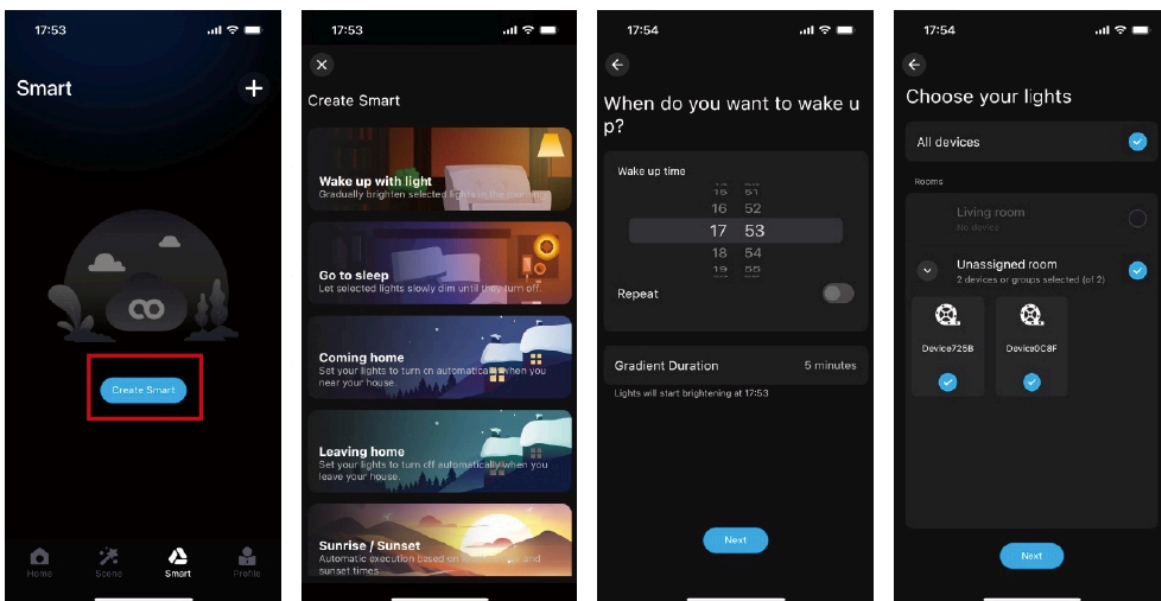 17:53
Smart
+
Create Smart
Home
Scene
Smart
Profile
17:53
Create Smart
Wake up with light
Gradually brighten selected lights in the morning.
Go to sleep
Let selected lights slowly dim until they turn off.
Coming home
Set your lights to turn on automatically when you
near your house.
Leaving home
Set your lights to turn off automatically when you
leave your house.
Sunrise / Sunset
Automatic execution based on
and
sunset times
17:54
When do you want to wake u
p?
Wake up time
16 52
17 53
18 54
19 55
Repeat
Gradient Duration 5 minutes
Lights will start brightening at 17:53
Next
17:54
Choose your lights
All devices
Rooms
Living room
No device
Unassigned room
2 devices or groups selected (of 2)
Device725B Device0C8F
Next